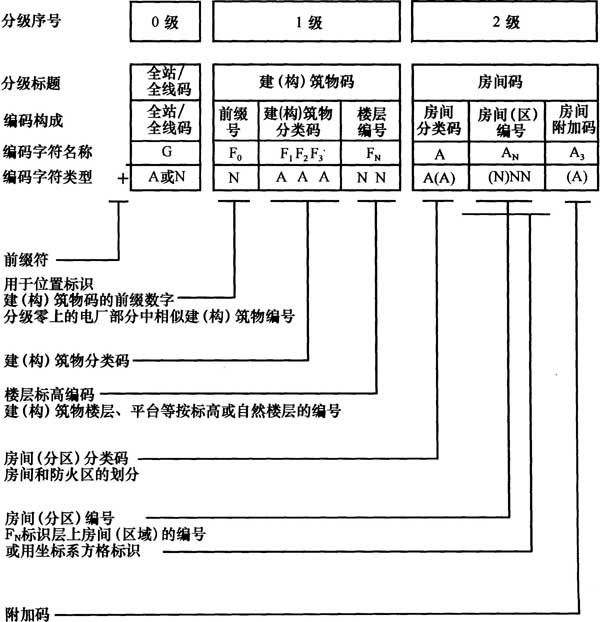 分级序号 0 级 1 级 2 级
分级标题 全站/全线码 建(构)筑物码 房间码
编码构成 全站/全线码 前缀号 建(构)筑物分类码 楼层编号 房间分类码 房间(区)编号 房间附加码
编码字符名称 G F₀ F₁F₂F₃ F_N A A_N A₃
编码字符类型 + A或N N A A A N N A(A) (N)NN (A)
前缀符
用于位置标识
建(构)筑物码的前缀数字
分级零上的电厂部分中相似建(构)筑物编号
建(构)筑物分类码
楼层标高编码
建(构)筑物楼层、平台等按标高或自然楼层的编号
房间(分区)分类码
房间和防火区的划分
房间(分区)编号
F_N标识层上房间(区域)的编号
或用坐标系方格标识
附加码